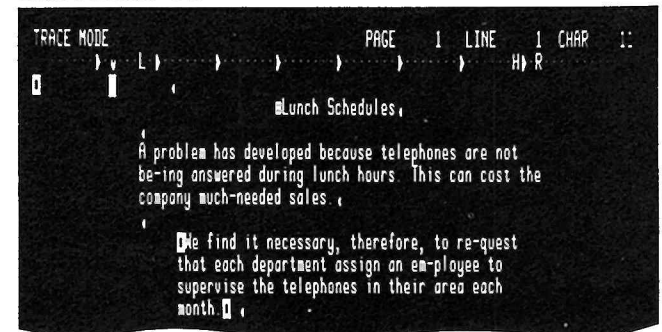 TRACE MODE PAGE 1 LINE 1 CHAR 11
L H R
Lunch Schedules
A problem has developed because telephones are not
be-ing answered during lunch hours. This can cost the
company much-needed sales.
We find it necessary, therefore, to re-quest
that each department assign an em-ployee to
supervise the telephones in their area each
month.